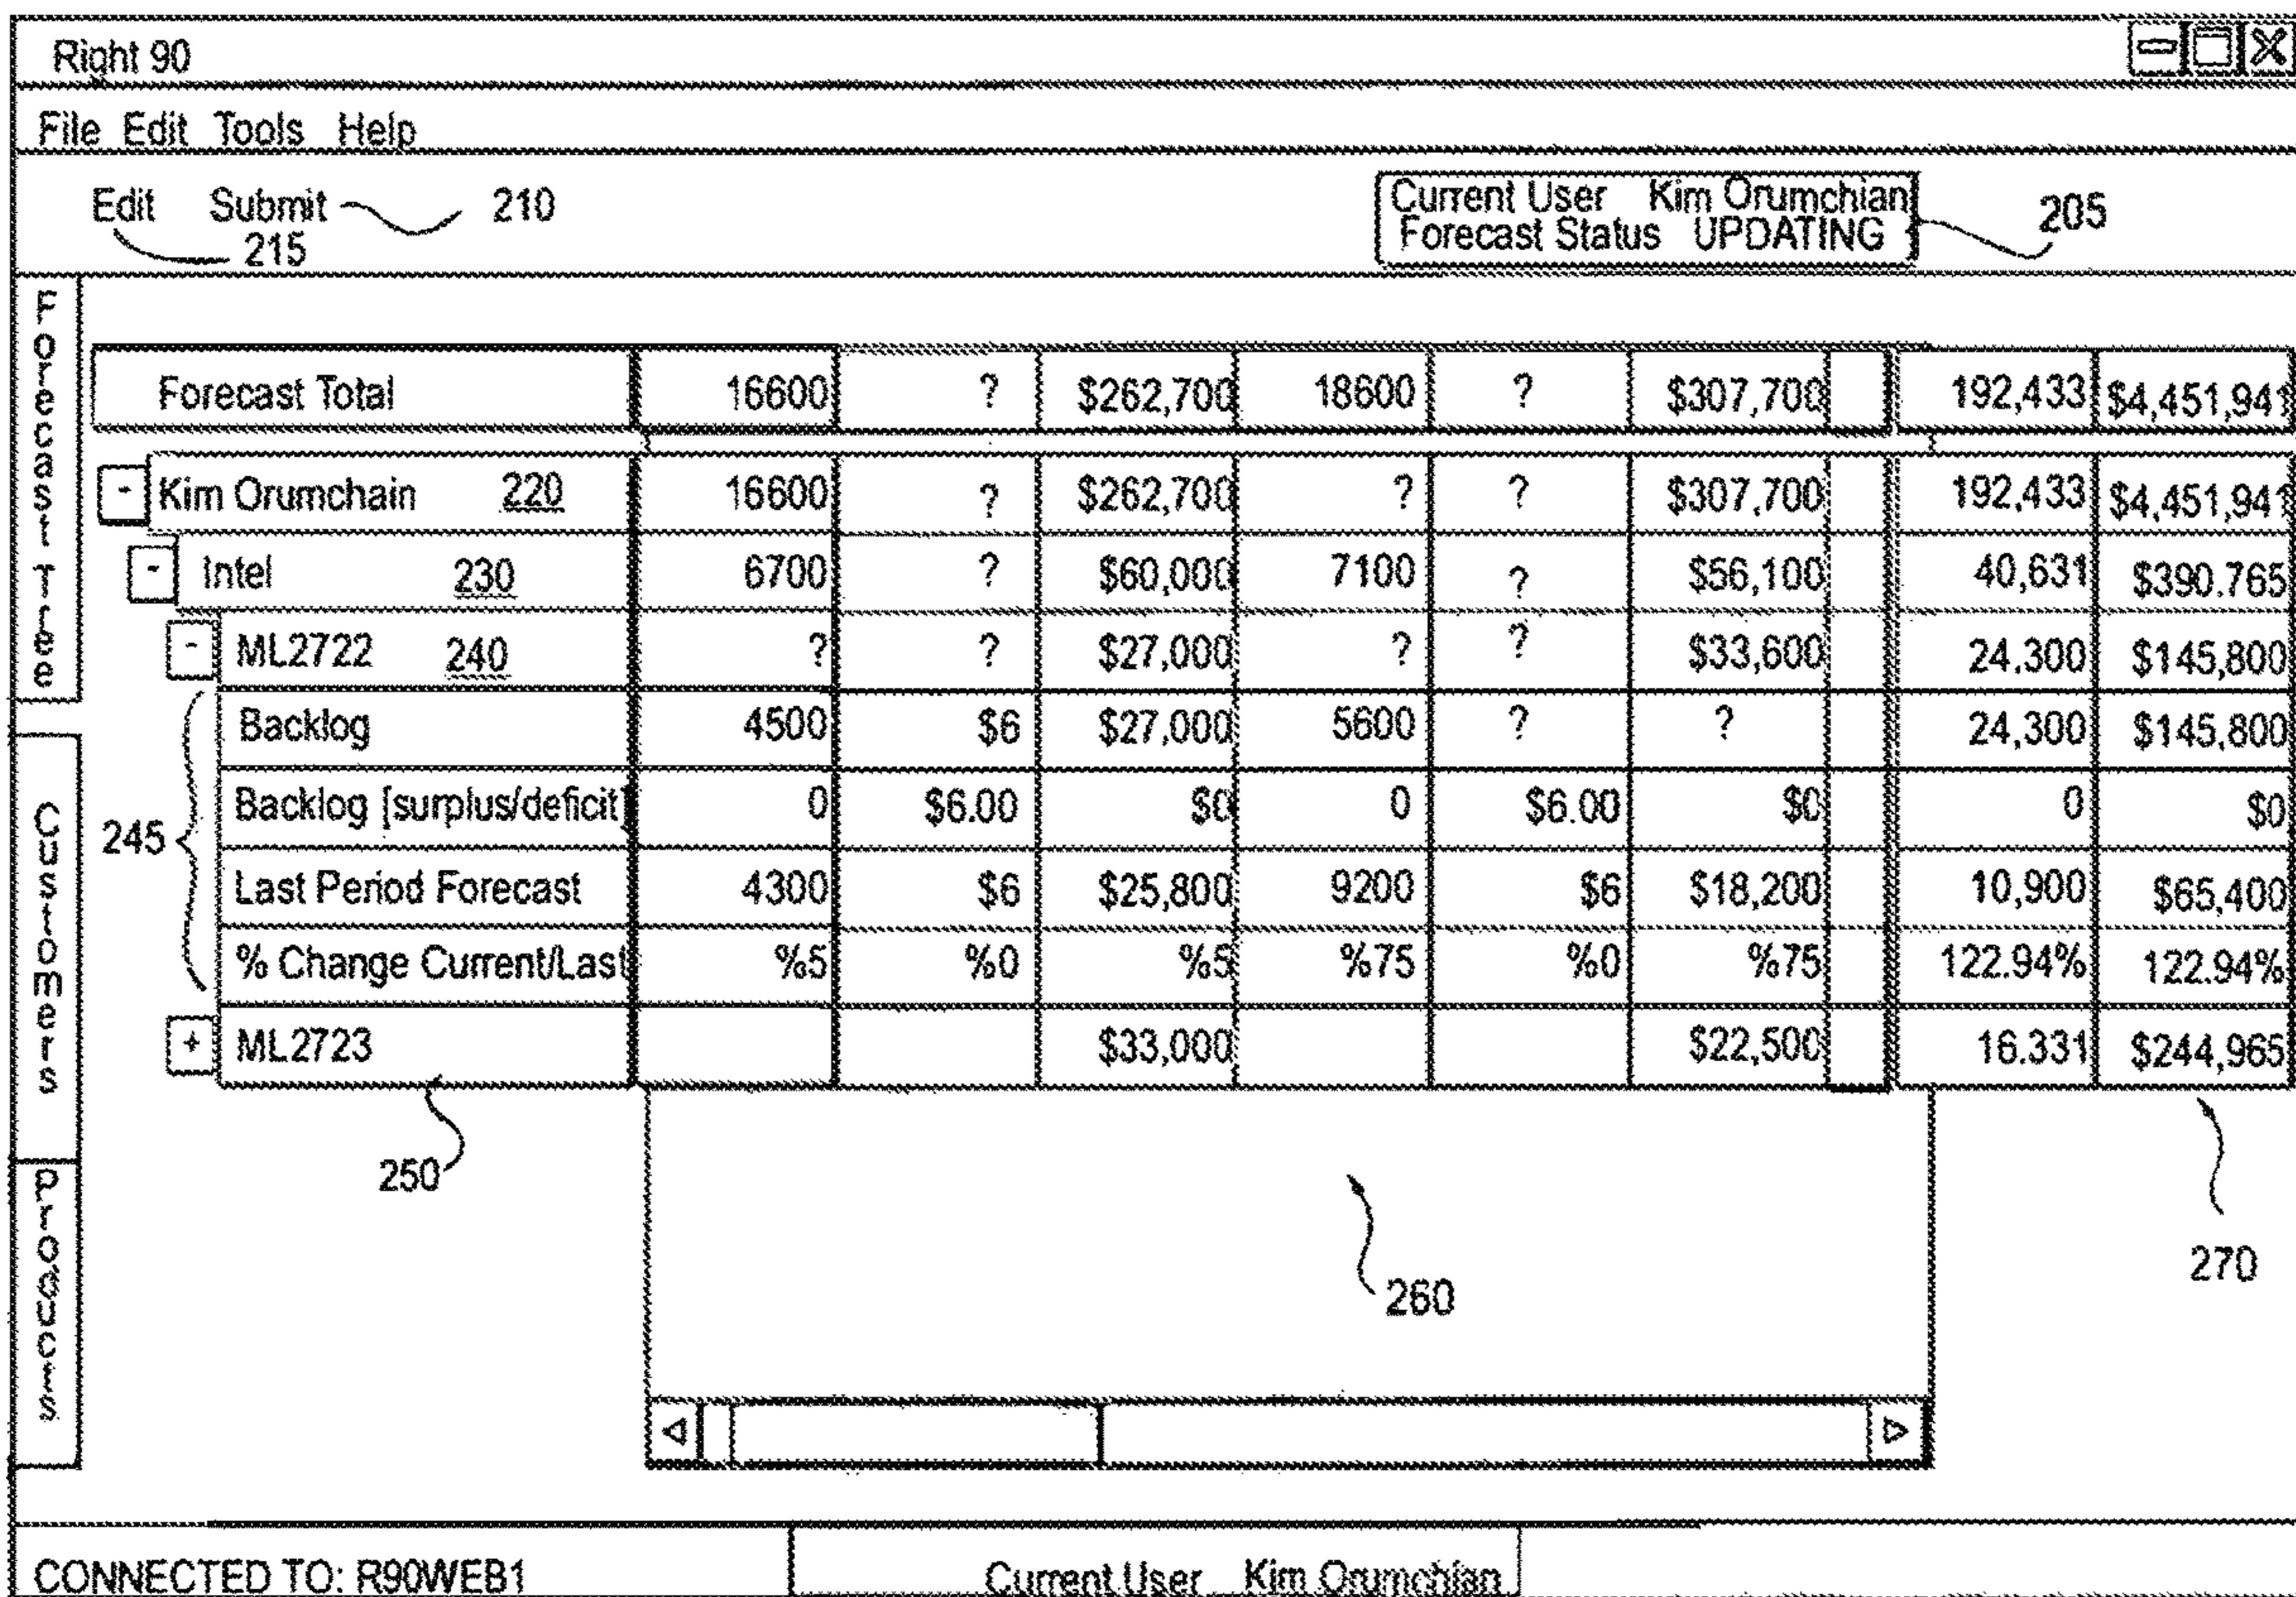 Right 90
File Edit Tools Help
Edit Submit 210
215
Current User Kim Orumchian
Forecast Status UPDATING
205
Forecast Tree
Customers
Products
Forecast Total 16600 ? $262,700 18600 ? $307,700 192,433 $4,451,941
- Kim Orumchain 220 16600 ? $262,700 ? ? $307,700 192,433 $4,451,941
- Intel 230 6700 ? $60,000 7100 ? $56,100 40,631 $390.765
- ML2722 240 ? ? $27,000 ? ? $33,600 24,300 $145,800
Backlog 4500 $6 $27,000 5600 ? ? 24,300 $145,800
Backlog [surplus/deficit] 0 $6.00 $0 0 $6.00 $0 0 $0
245
Last Period Forecast 4300 $6 $25,800 9200 $6 $18,200 10,900 $65,400
% Change Current/Last %5 %0 %5 %75 %0 %75 122.94% 122.94%
+ ML2723 $33,000 $22,500 16.331 $244,965
250
260
270
CONNECTED TO: R90WEB1 Current User Kim Orumchian